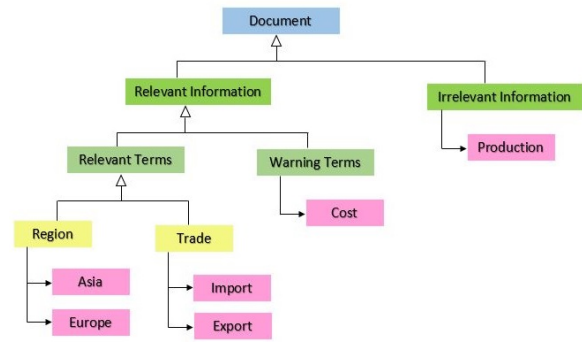 Document
Relevant Information
Irrelevant Information
Production
Relevant Terms
Warning Terms
Cost
Region
Trade
Asia
Import
Europe
Export